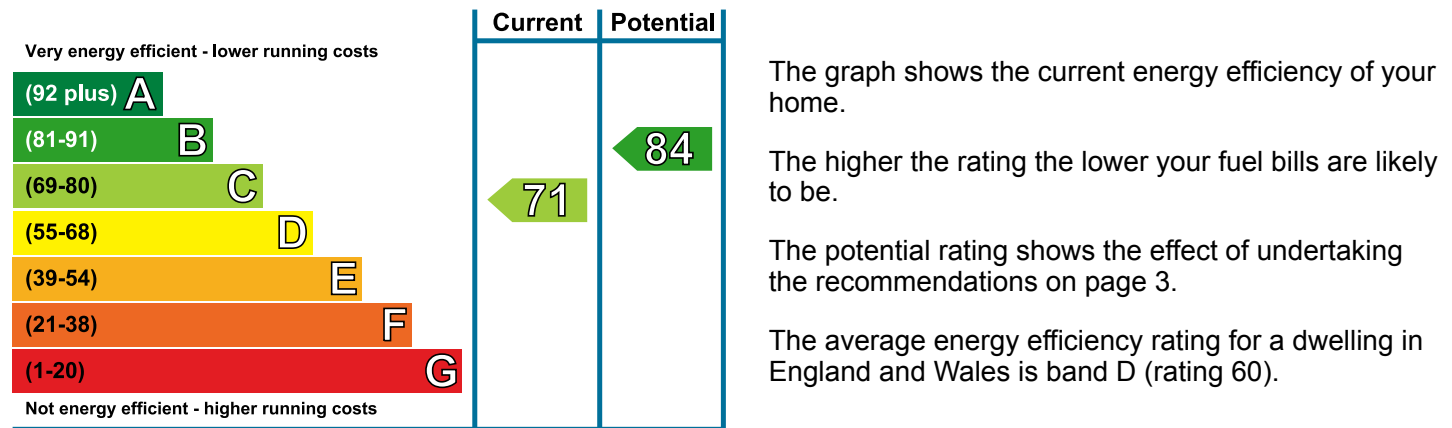 Current Potential
Very energy efficient - lower running costs
(92 plus) A
(81-91) B
84
(69-80) C
71
(55-68) D
(39-54) E
(21-38) F
(1-20) G
Not energy efficient - higher running costs
The graph shows the current energy efficiency of your
home.
The higher the rating the lower your fuel bills are likely
to be.
The potential rating shows the effect of undertaking
the recommendations on page 3.
The average energy efficiency rating for a dwelling in
England and Wales is band D (rating 60).